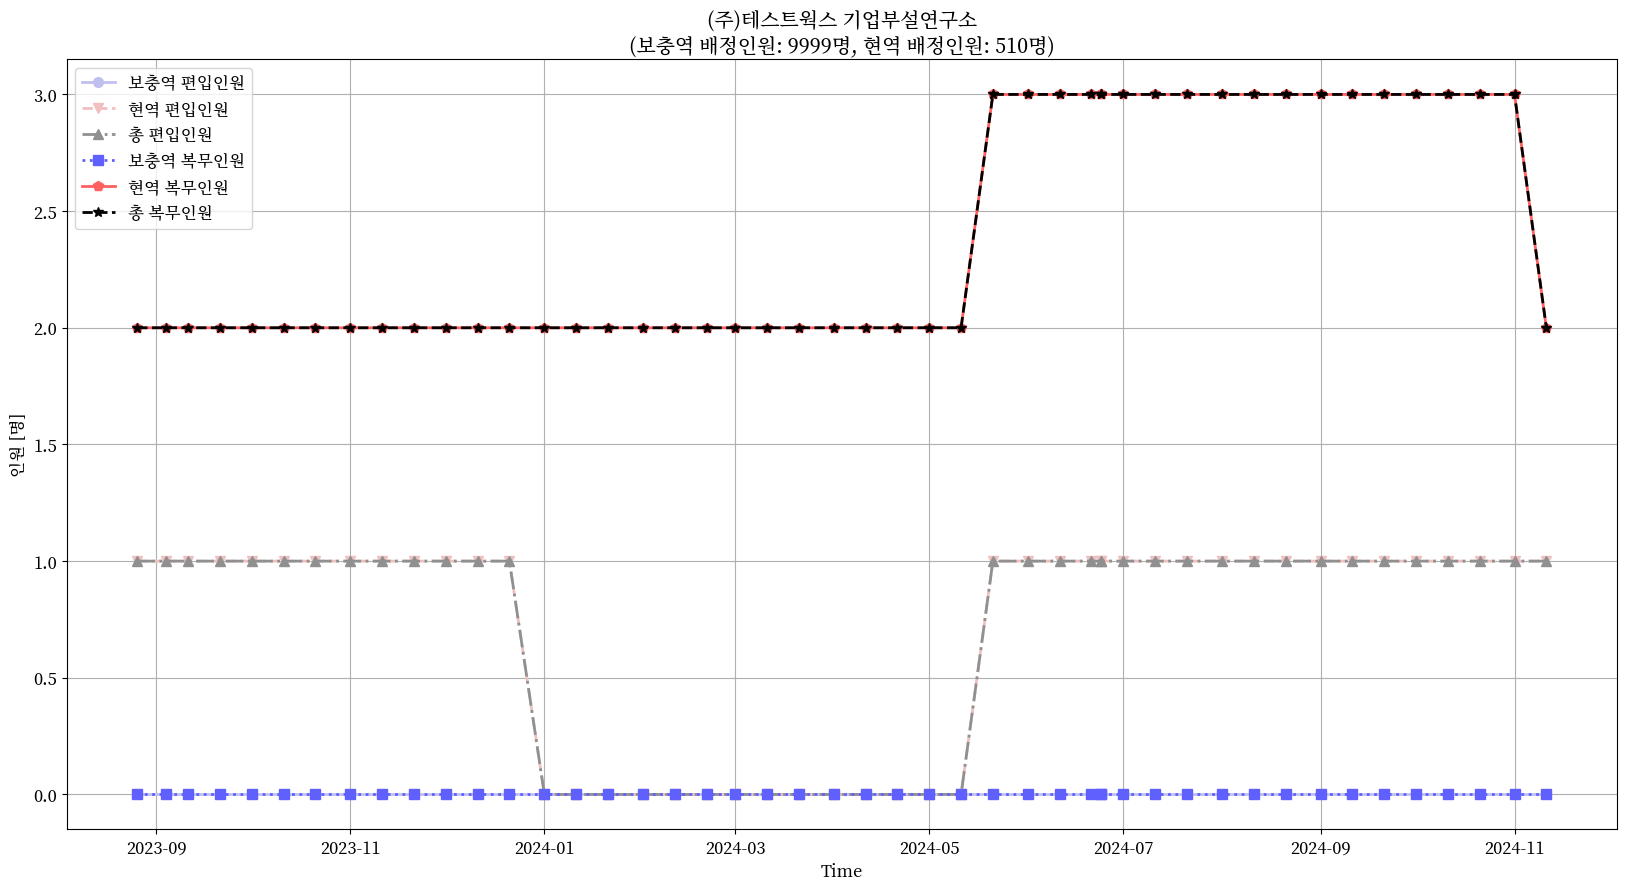 (주)테스트웍스 기업부설연구소
(보충역 배정인원: 9999명, 현역 배정인원: 510명)
보충역 편입인원
현역 편입인원
총 편입인원
보충역 복무인원
현역 복무인원
총 복무인원
인원 [명]
3.0
2.5
2.0
1.5
1.0
0.5
0.0
2023-09
2023-11
2024-01
2024-03
2024-05
2024-07
2024-09
2024-11
Time